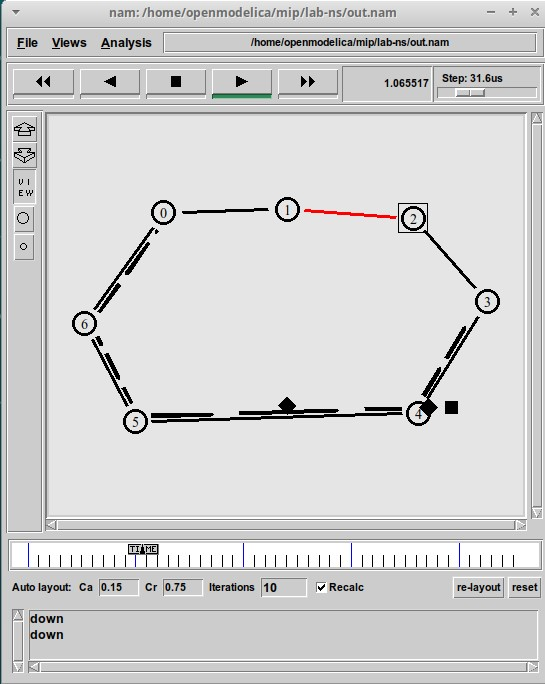 nam: /home/openmodelica/mip/lab-ns/out.nam
File Views Analysis /home/openmodelica/mip/lab-ns/out.nam
1.065517 Step: 31.6us
VI
EW
0 1 2
3
6
5 4
TIME
Auto layout: Ca 0.15 Cr 0.75 Iterations 10 Recalc re-layout reset
down
down